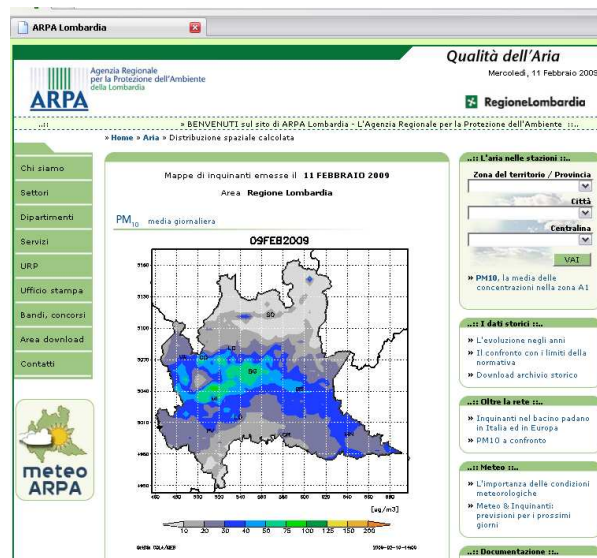 ARPA Lombardia
Qualità dell'Aria
Mercoledì, 11 Febbraio 2009
Agenzia Regionale
per la Protezione dell'Ambiente
della Lombardia
ARPA
RegioneLombardia
..:: » BENVENUTI sul sito di ARPA Lombardia - L'Agenzia Regionale per la Protezione dell'Ambiente ::..
» Home » Aria » Distribuzione spaziale calcolata
Chi siamo
Settori
Dipartimenti
Servizi
URP
Ufficio stampa
Bandi, concorsi
Area download
Contatti
meteo
ARPA
Mappe di inquinanti emesse il 11 FEBBRAIO 2009
Area Regione Lombardia
PM10 media giornaliera
09FEB2009
[ug/m3]
10 20 30 40 50 75 100 125 150 200
..:: L'aria nelle stazioni ::..
Zona del territorio / Provincia
Città
Centralina
VAI
» PM10, la media delle
concentrazioni nella zona A1
..:: I dati storici ::..
» L'evoluzione negli anni
» Il confronto con i limiti della
normativa
» Download archivio storico
..:: Oltre la rete ::..
» Inquinanti nel bacino padano
in Italia ed in Europa
» PM10 a confronto
..:: Meteo ::..
» L'importanza delle condizioni
meteorologiche
» Meteo & Inquinanti:
previsioni per i prossimi
giorni
..:: Documentazione ::..